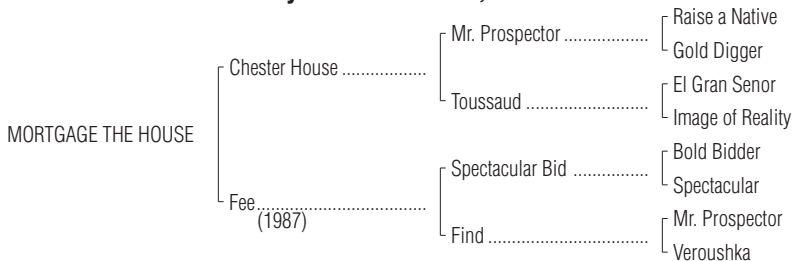 Raise a Native
Mr. Prospector ..................
Gold Digger
Chester House ..................
El Gran Senor
Toussaud ..........................
Image of Reality
MORTGAGE THE HOUSE
Bold Bidder
Spectacular Bid ................
Spectacular
Fee....................................
(1987)
Mr. Prospector
Find ..................................
Veroushka